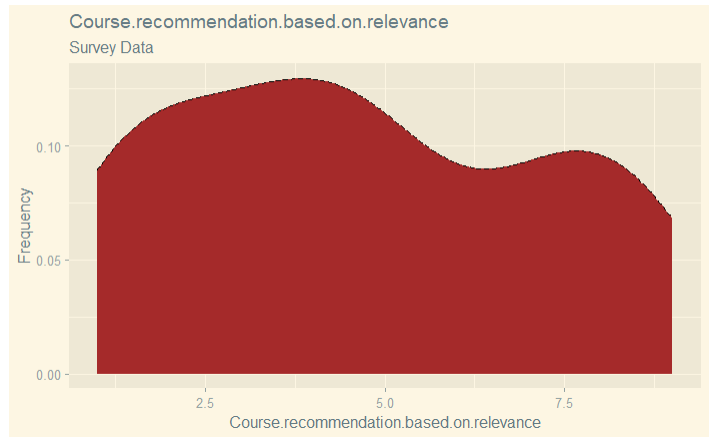 Course.recommendation.based.on.relevance
Survey Data
Frequency
0.10
0.05
0.00
2.5 5.0 7.5
Course.recommendation.based.on.relevance